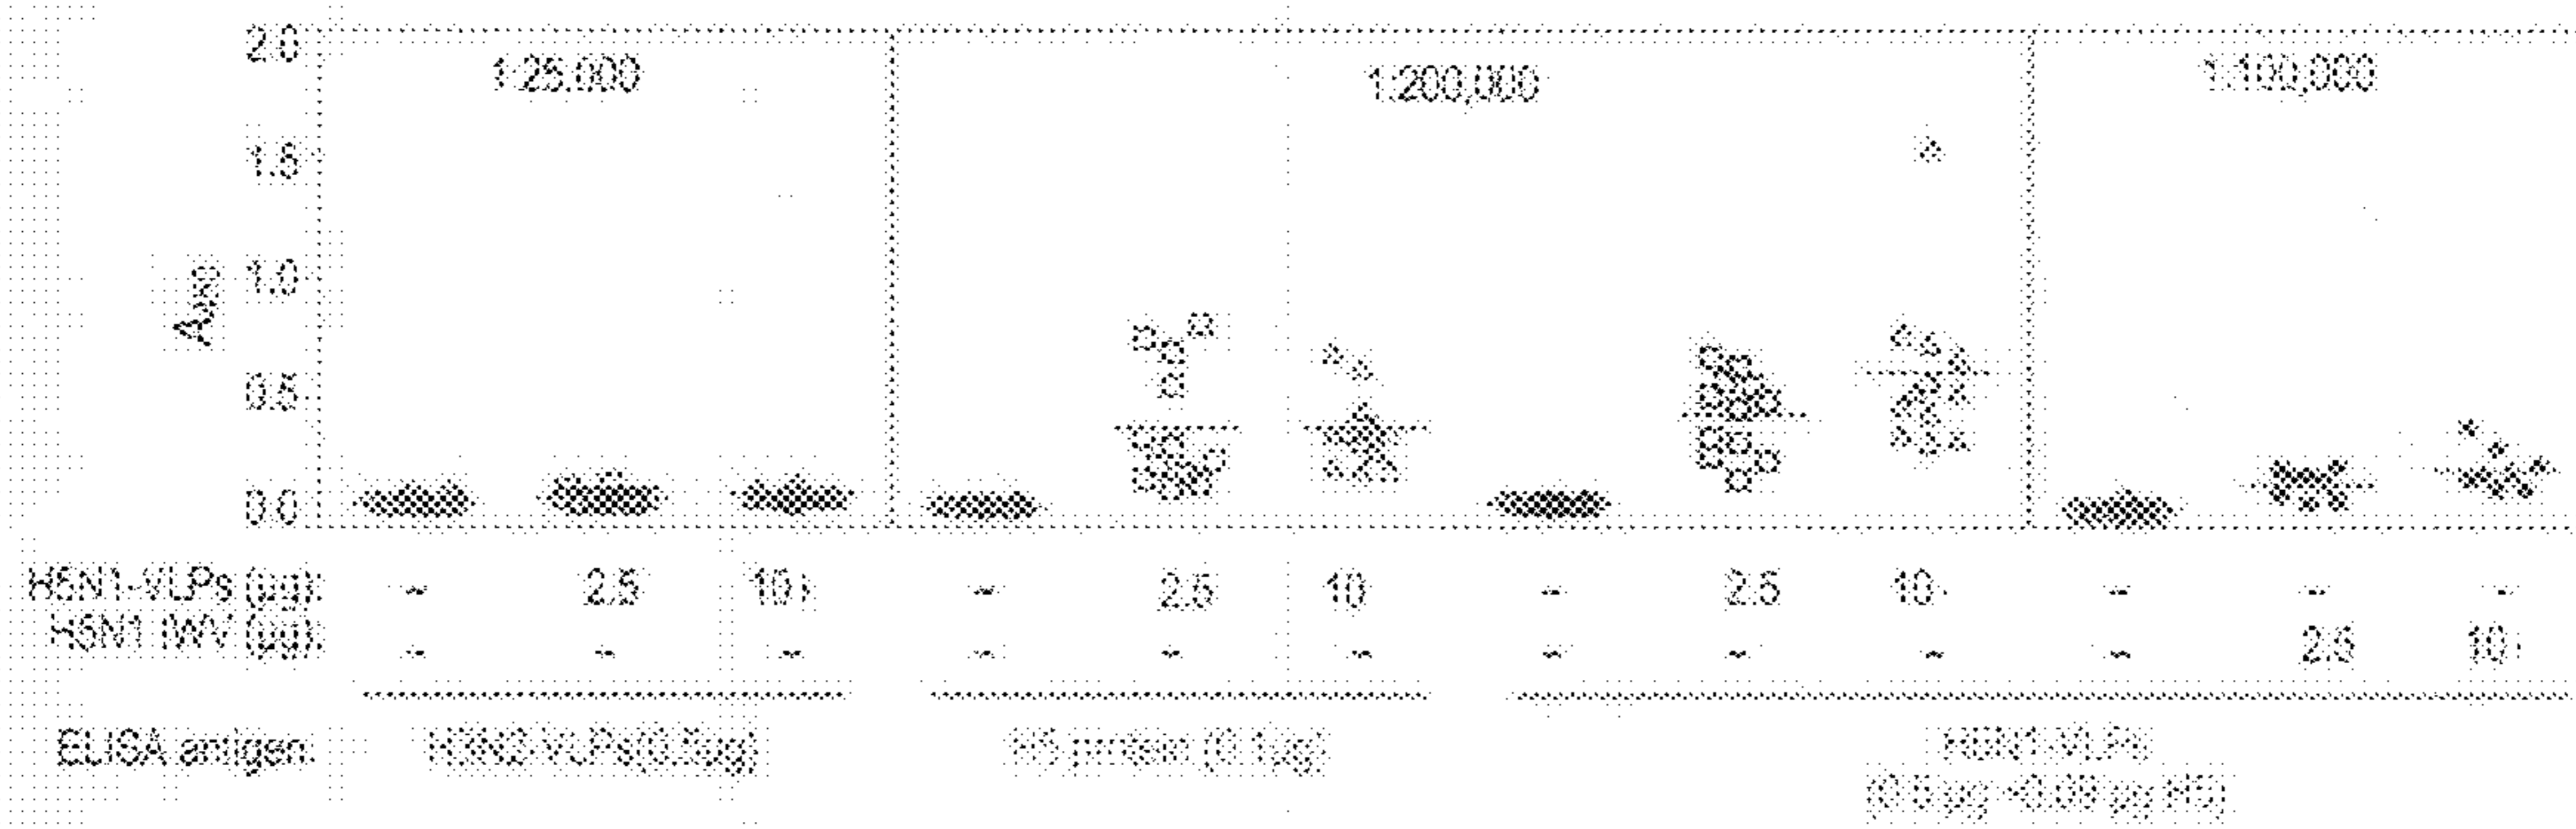 2.0
1:25,000
1:200,000
1:100,000
1.5
1.0
0.5
0.0
H5N1-VLPs (µg): - 2.5 10 - 2.5 10 - 2.5 10 - - -
H5N1 IWV (µg): - - - - - - - - - - 2.5 10
ELISA antigen: H3N2-VLPs(0.5µg) H5 protein (0.1µg) H5N1-VLPs